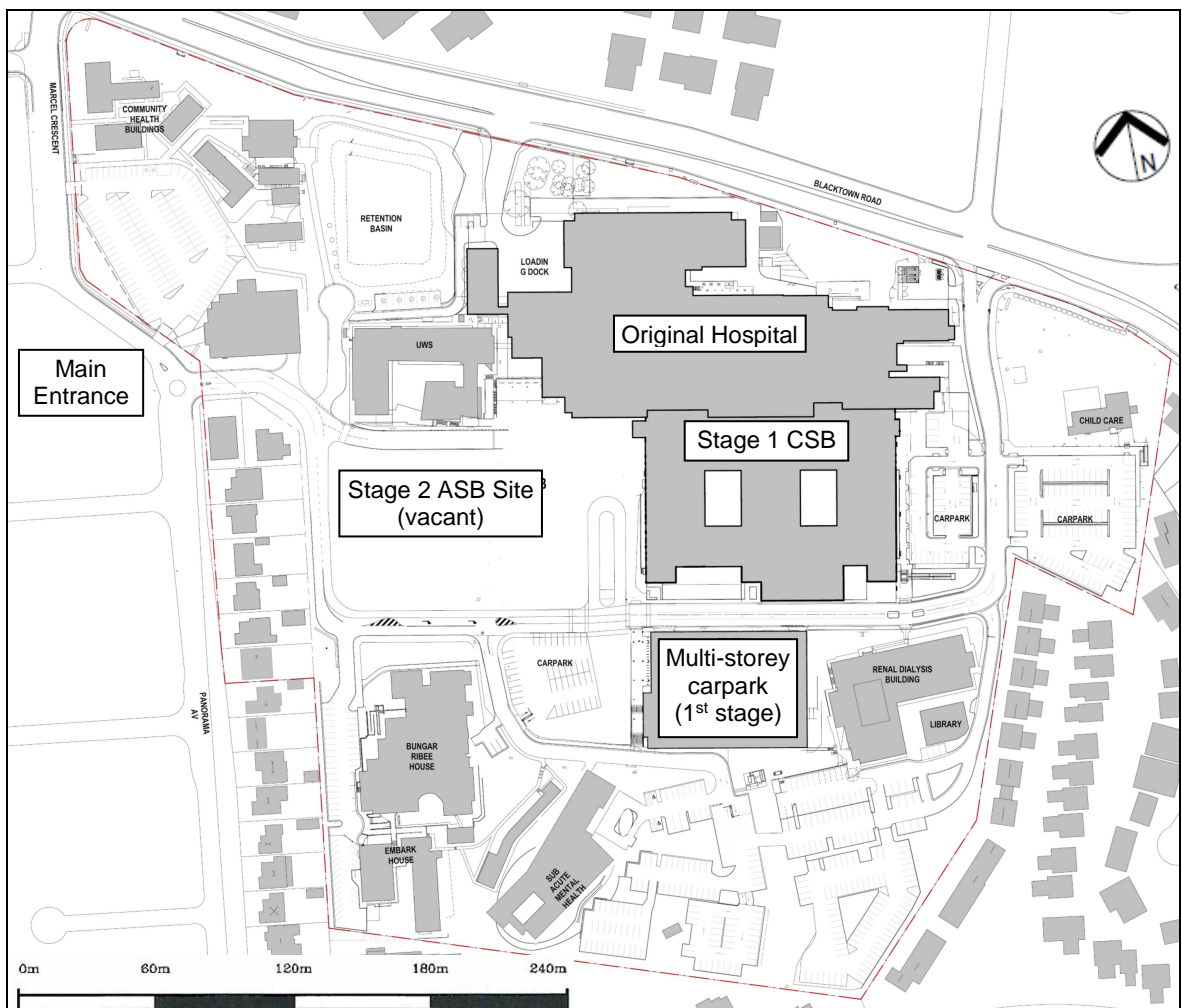 MARCEL CRESCENT
COMMUNITY
HEALTH
BUILDINGS
BLACKTOWN ROAD
N
RETENTION
BASIN
LOADIN
G DOCK
Original Hospital
UWS
Main
Entrance
CHILD CARE
Stage 1 CSB
Stage 2 ASB Site
(vacant)
CARPARK
CARPARK
CARPARK
Multi-storey
carpark
(1st stage)
RENAL DIALYSIS
BUILDING
LIBRARY
PANORAMA
AV
BUNGAR
RIBEE
HOUSE
EMBARK
HOUSE
SUB
ACUTE
MENTAL
HEALTH
0m 60m 120m 180m 240m